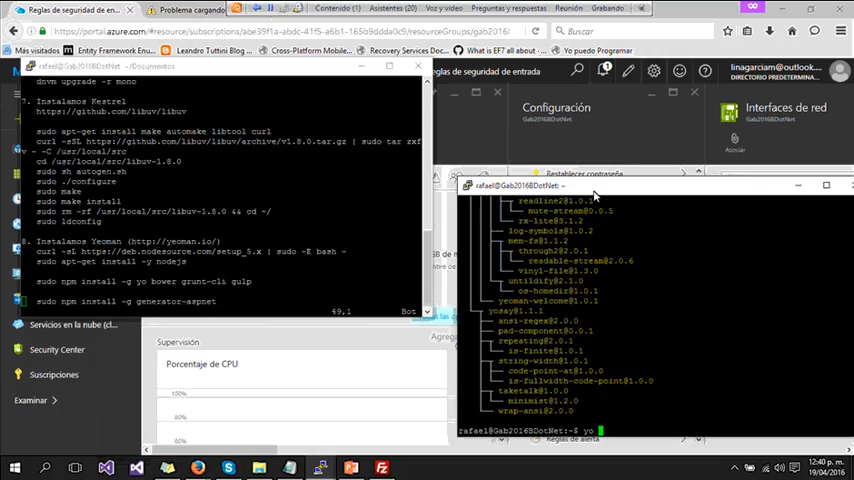 Reglas de seguridad de e...
Problema cargando
Contenido (1)
Asistentes (20)
Voz y video
Preguntas y respuestas
Reunión
Grabando
https://portal.azure.com/#resource/subscriptions/abe39f1a-abdc-41f5-a6b1-165b9ddda0c9/resourceGroups/gab2016l
Buscar
Más visitados
Entity Framework Enu...
Leandro Tuttini Blog ...
Cross-Platform Mobile...
Recovery Services Doc...
What is EF7 all about? -...
Yo puedo Programar
reglas de seguridad de entrada
linagarciam@outlook....
DIRECTORIO PREDETERMINA...
rafael@Gab2016BDotNet: ~/Documentos
dnvm upgrade -r mono
7. Instalamos Kestrel
https://github.com/libuv/libuv
sudo apt-get install make automake libtool curl
curl -sSL https://github.com/libuv/libuv/archive/v1.8.0.tar.gz | sudo tar zxf
v - -C /usr/local/src
cd /usr/local/src/libuv-1.8.0
sudo sh autogen.sh
sudo ./configure
sudo make
sudo make install
sudo rm -rf /usr/local/src/libuv-1.8.0 && cd ~/
sudo ldconfig
8. Instalamos Yeoman (http://yeoman.io/)
curl -sL https://deb.nodesource.com/setup_5.x | sudo -E bash -
sudo apt-get install -y nodejs
sudo npm install -g yo bower grunt-cli gulp
sudo npm install -g generator-aspnet
49,1
Bot
Configuración
Gab2016BDotNet
Interfaces de red
Gab2016BDotNet
Asociar
Restablecer contraseña
rafael@Gab2016BDotNet: ~
readline2@1.0.1
mute-stream@0.0.5
rx-lite@3.1.2
log-symbols@1.0.2
mem-fs@1.1.2
through2@2.0.1
readable-stream@2.0.6
vinyl-file@1.3.0
untildify@2.1.0
os-homedir@1.0.1
yeoman-welcome@1.0.1
yosay@1.1.1
ansi-regex@2.0.0
pad-component@0.0.1
repeating@2.0.1
is-finite@1.0.1
string-width@1.0.1
code-point-at@1.0.0
is-fullwidth-code-point@1.0.0
taketalk@1.0.0
minimist@1.2.0
wrap-ansi@2.0.0
rafael@Gab2016BDotNet:~$ yo
Reglas de alerta
Servicios en la nube (cl...
Security Center
Suscripciones
Examinar
Supervisión
Porcentaje de CPU
100%
80%
60%
12:40 p. m.
19/04/2016